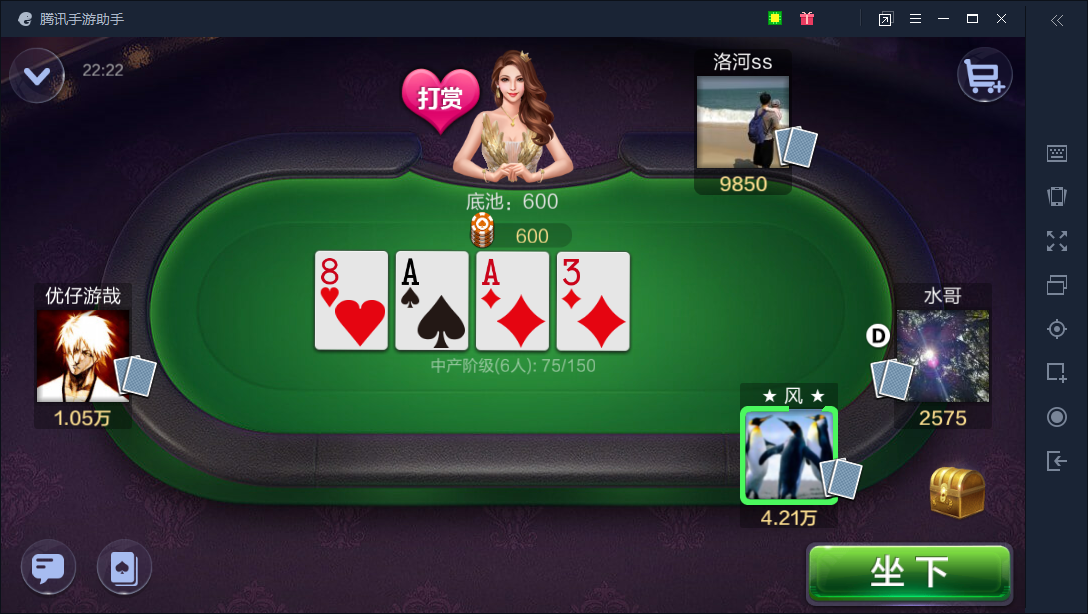 腾讯手游助手
22:22
打赏
洛河ss
9850
底池：600
600
8
A
A
3
中产阶级(6人): 75/150
优仔游哉
1.05万
水哥
D
2575
★ 风 ★
4.21万
坐下